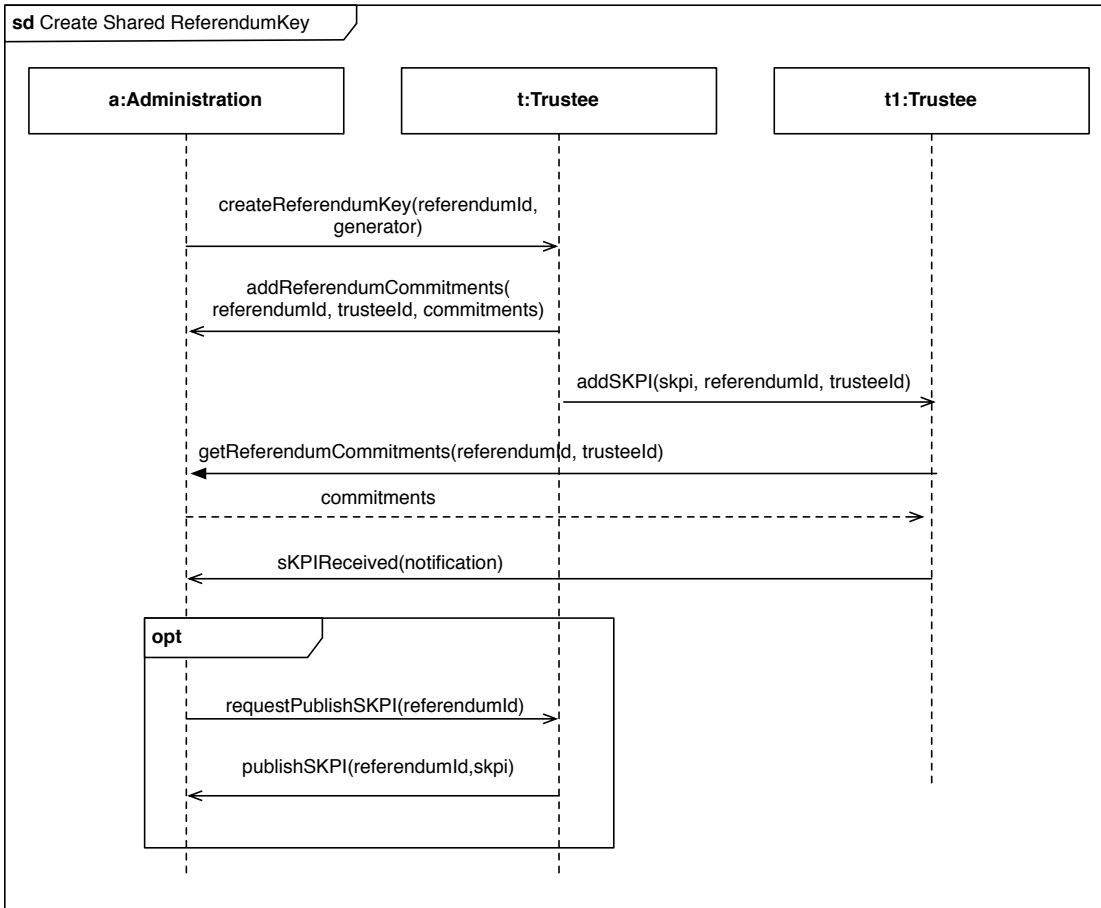 sd Create Shared ReferendumKey
a:Administration
t:Trustee
t1:Trustee
createReferendumKey(referendumId,
generator)
addReferendumCommitments(
referendumId, trusteeId, commitments)
addSKPI(skpi, referendumId, trusteeId)
getReferendumCommitments(referendumId, trusteeId)
commitments
sKPIReceived(notification)
opt
requestPublishSKPI(referendumId)
publishSKPI(referendumId,skpi)